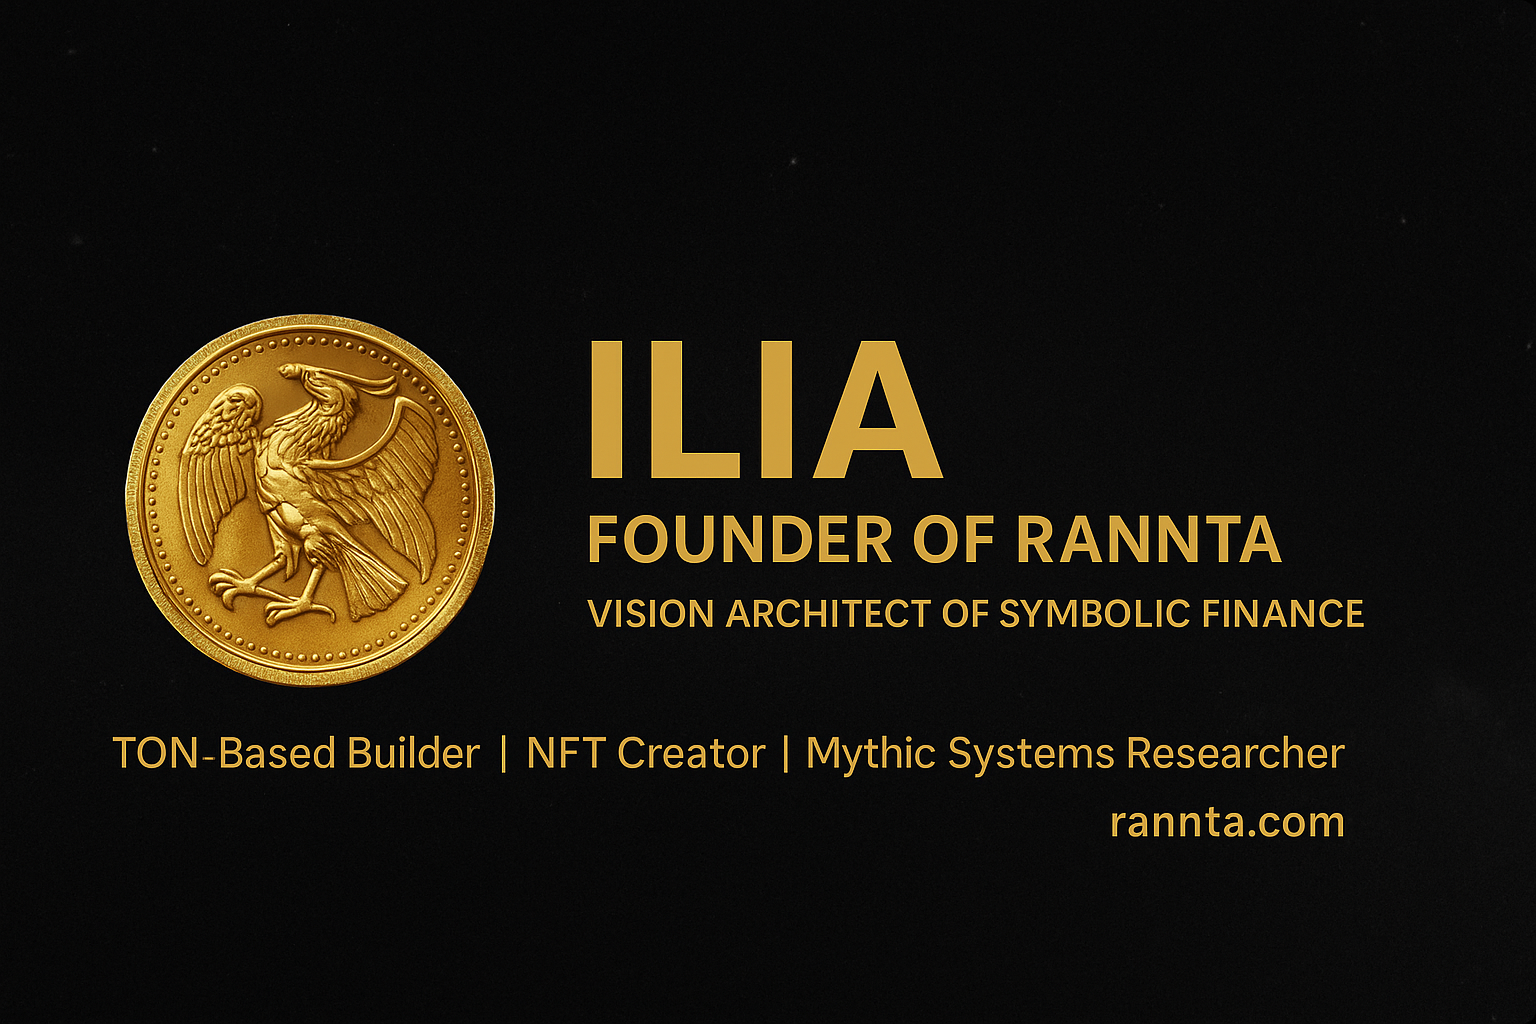 ILIA
FOUNDER OF RANNTA
VISION ARCHITECT OF SYMBOLIC FINANCE
TON-Based Builder | NFT Creator | Mythic Systems Researcher
rannta.com